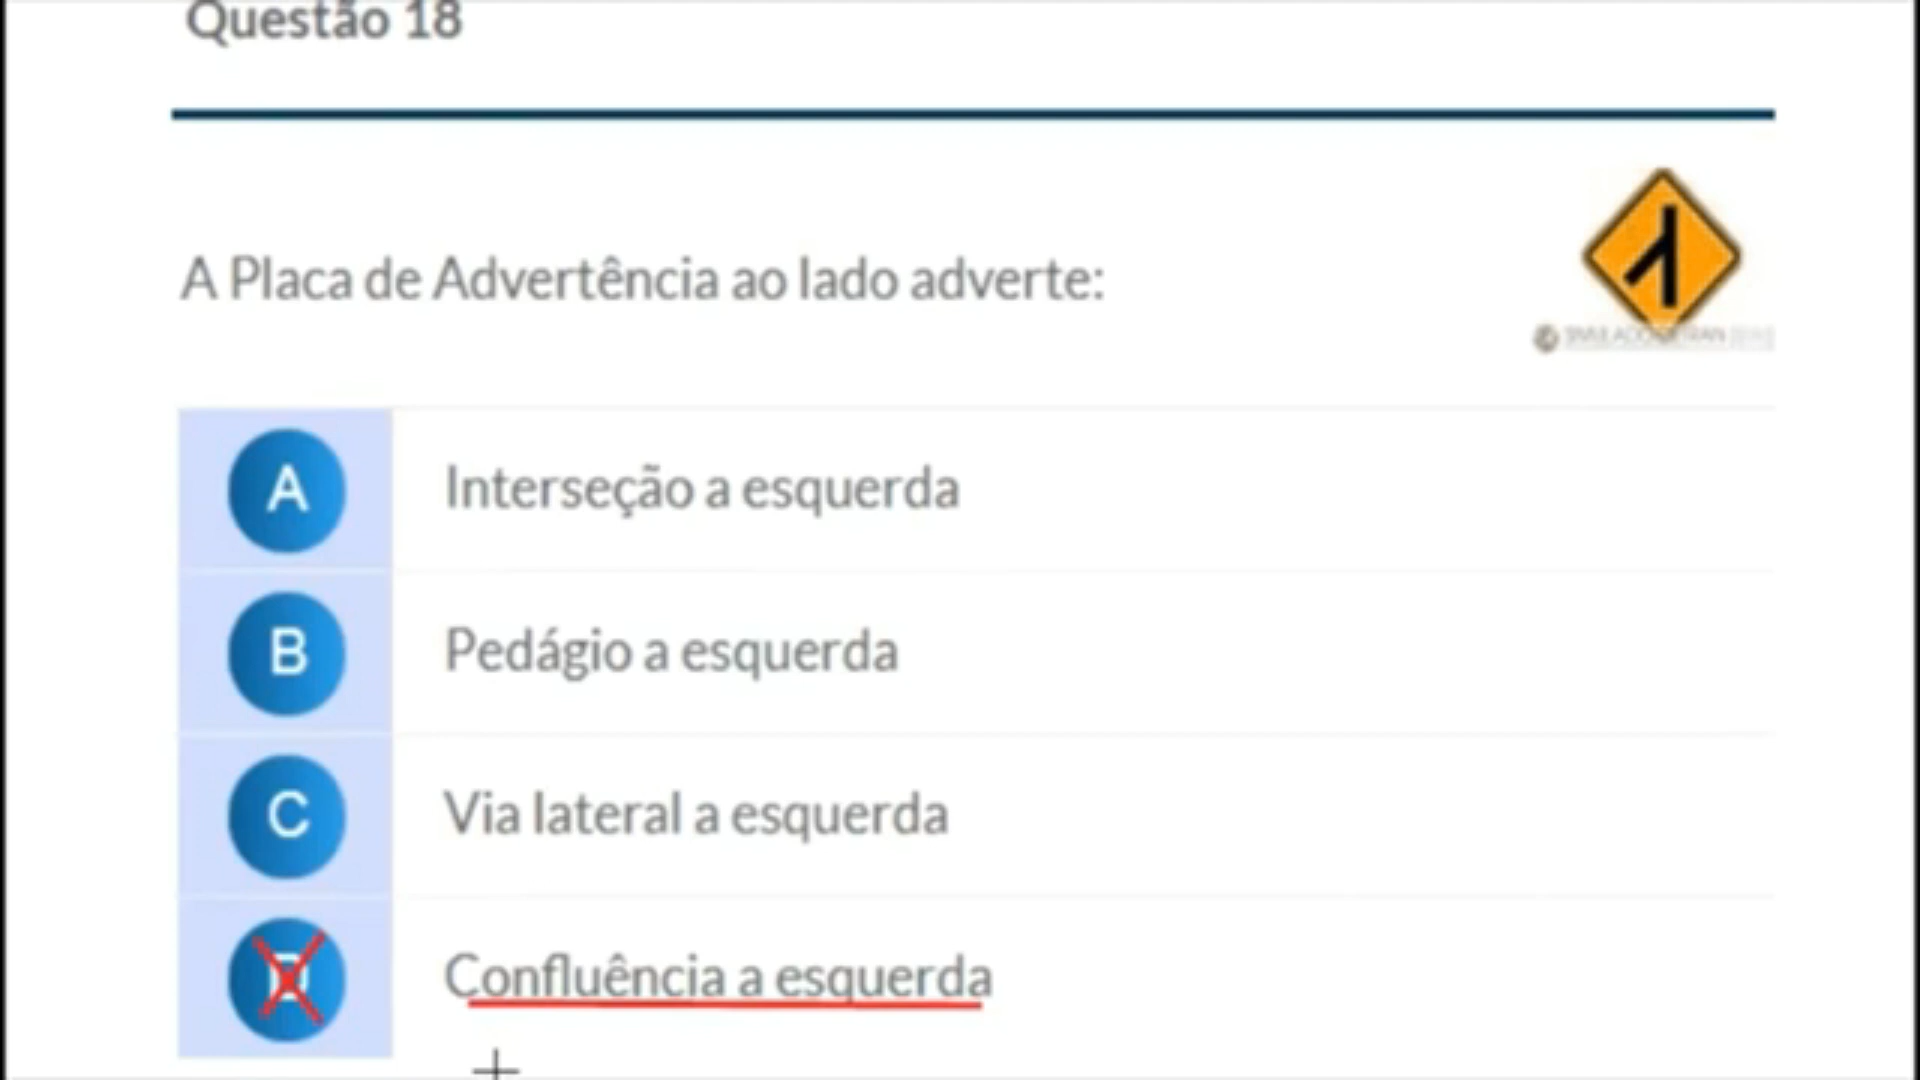 Questão 18
A Placa de Advertência ao lado adverte:
A Interseção a esquerda
B Pedágio a esquerda
C Via lateral a esquerda
D Confluência a esquerda